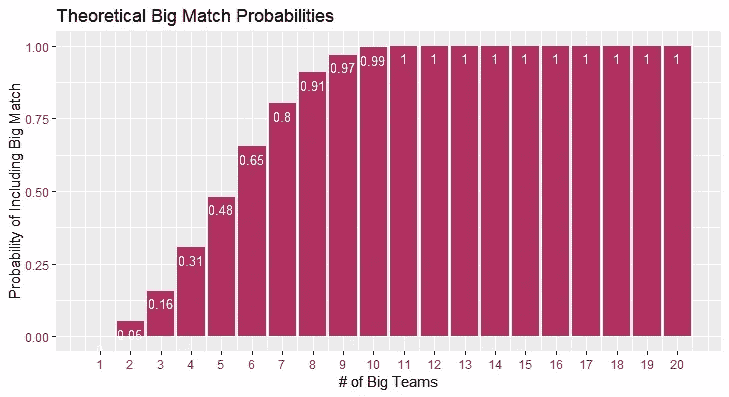 Theoretical Big Match Probabilities
Probability of Including Big Match
1.00
0.75
0.50
0.25
0.00
0.05 0.16 0.31 0.48 0.65 0.8 0.91 0.97 0.99 1 1 1 1 1 1 1 1 1 1
1 2 3 4 5 6 7 8 9 10 11 12 13 14 15 16 17 18 19 20
# of Big Teams